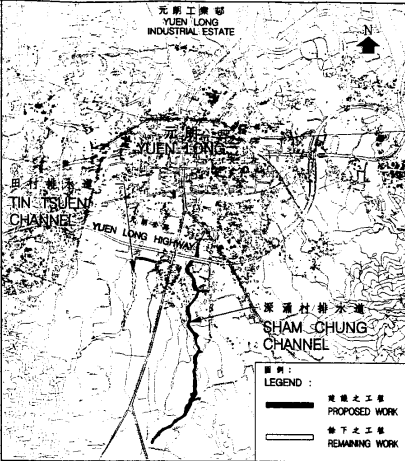 元朗工業邨
YUEN LONG
INDUSTRIAL ESTATE
N
元朗
YUEN LONG
田村排水道
TIN TSUEN
CHANNEL
YUEN LONG HIGHWAY
深涌村排水道
SHAM CHUNG
CHANNEL
圖例:
LEGEND :
建議之工程
PROPOSED WORK
餘下之工程
REMAINING WORK